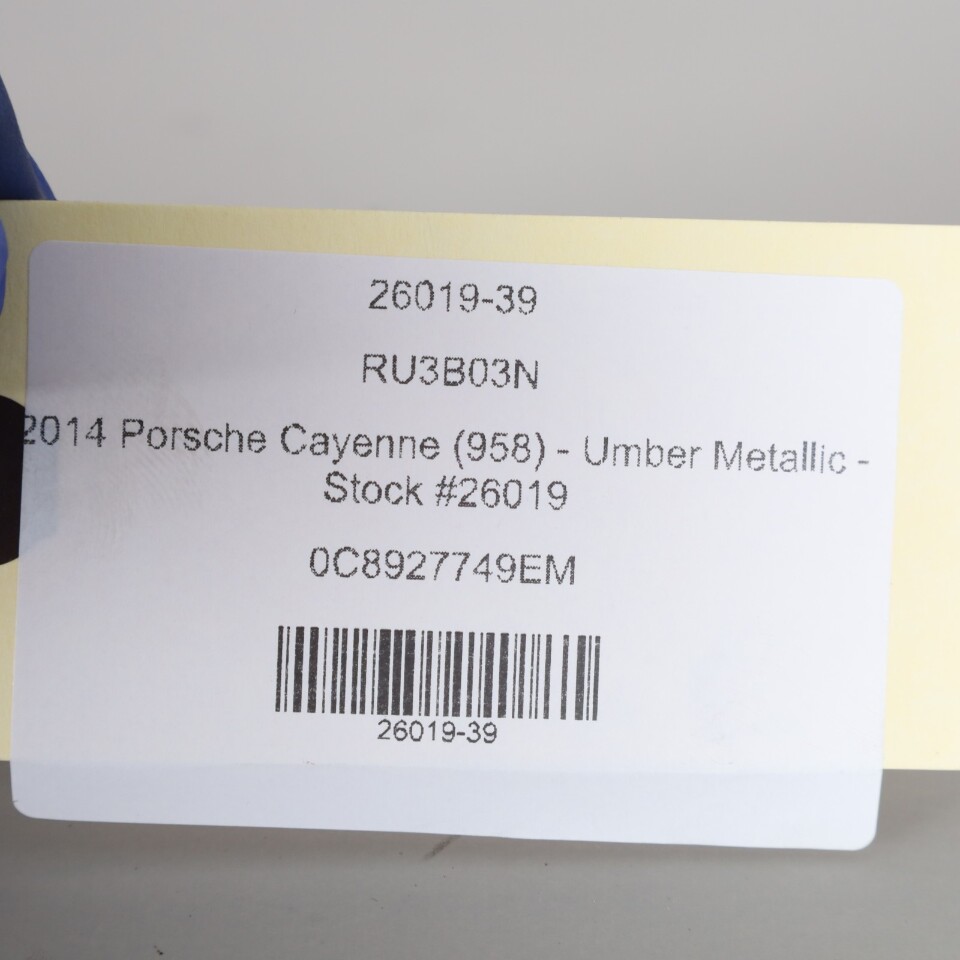 26019-39
RU3B03N
2014 Porsche Cayenne (958) - Umber Metallic -
Stock #26019
0C8927749EM
26019-39